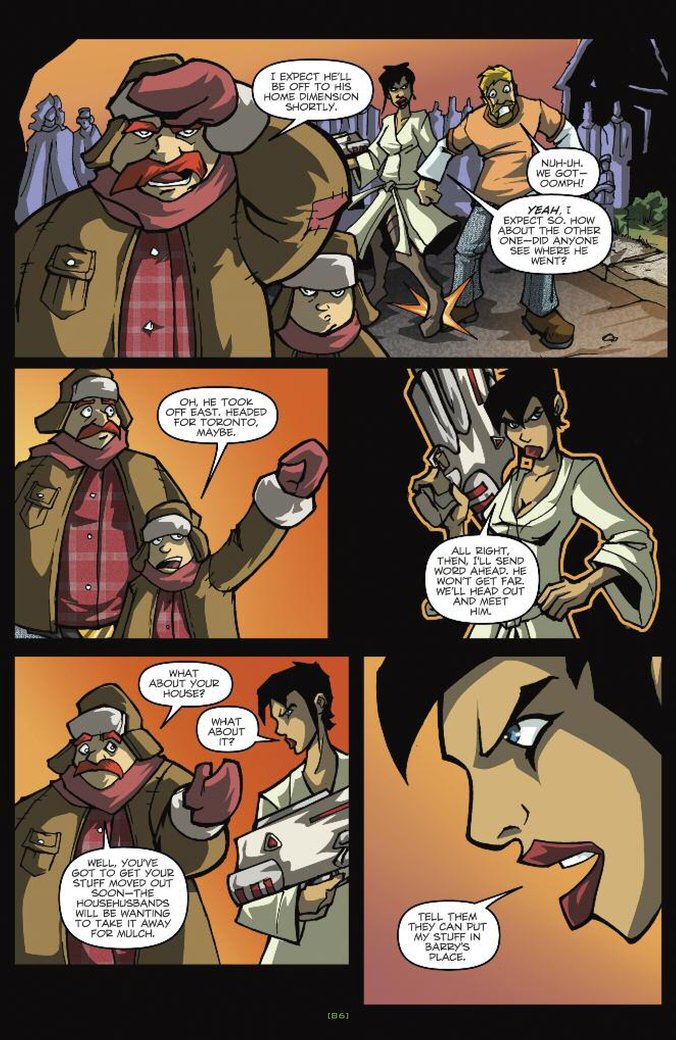 I EXPECT HE'LL
BE OFF TO HIS
HOME DIMENSION
SHORTLY.
NUH-UH.
WE GOT—
OOMPH!
YEAH, I
EXPECT SO. HOW
ABOUT THE OTHER
ONE—DID ANYONE
SEE WHERE HE
WENT?
OH, HE TOOK
OFF EAST. HEADED
FOR TORONTO,
MAYBE.
ALL RIGHT,
THEN, I'LL SEND
WORD AHEAD. HE
WON'T GET FAR.
WE'LL HEAD OUT
AND MEET
HIM.
WHAT
ABOUT YOUR
HOUSE?
WHAT
ABOUT
IT?
WELL, YOU'VE
GOT TO GET YOUR
STUFF MOVED OUT
SOON—THE
HOUSEHUSBANDS
WILL BE WANTING
TO TAKE IT AWAY
FOR MULCH.
TELL THEM
THEY CAN PUT
MY STUFF IN
BARRY'S
PLACE.
[86]